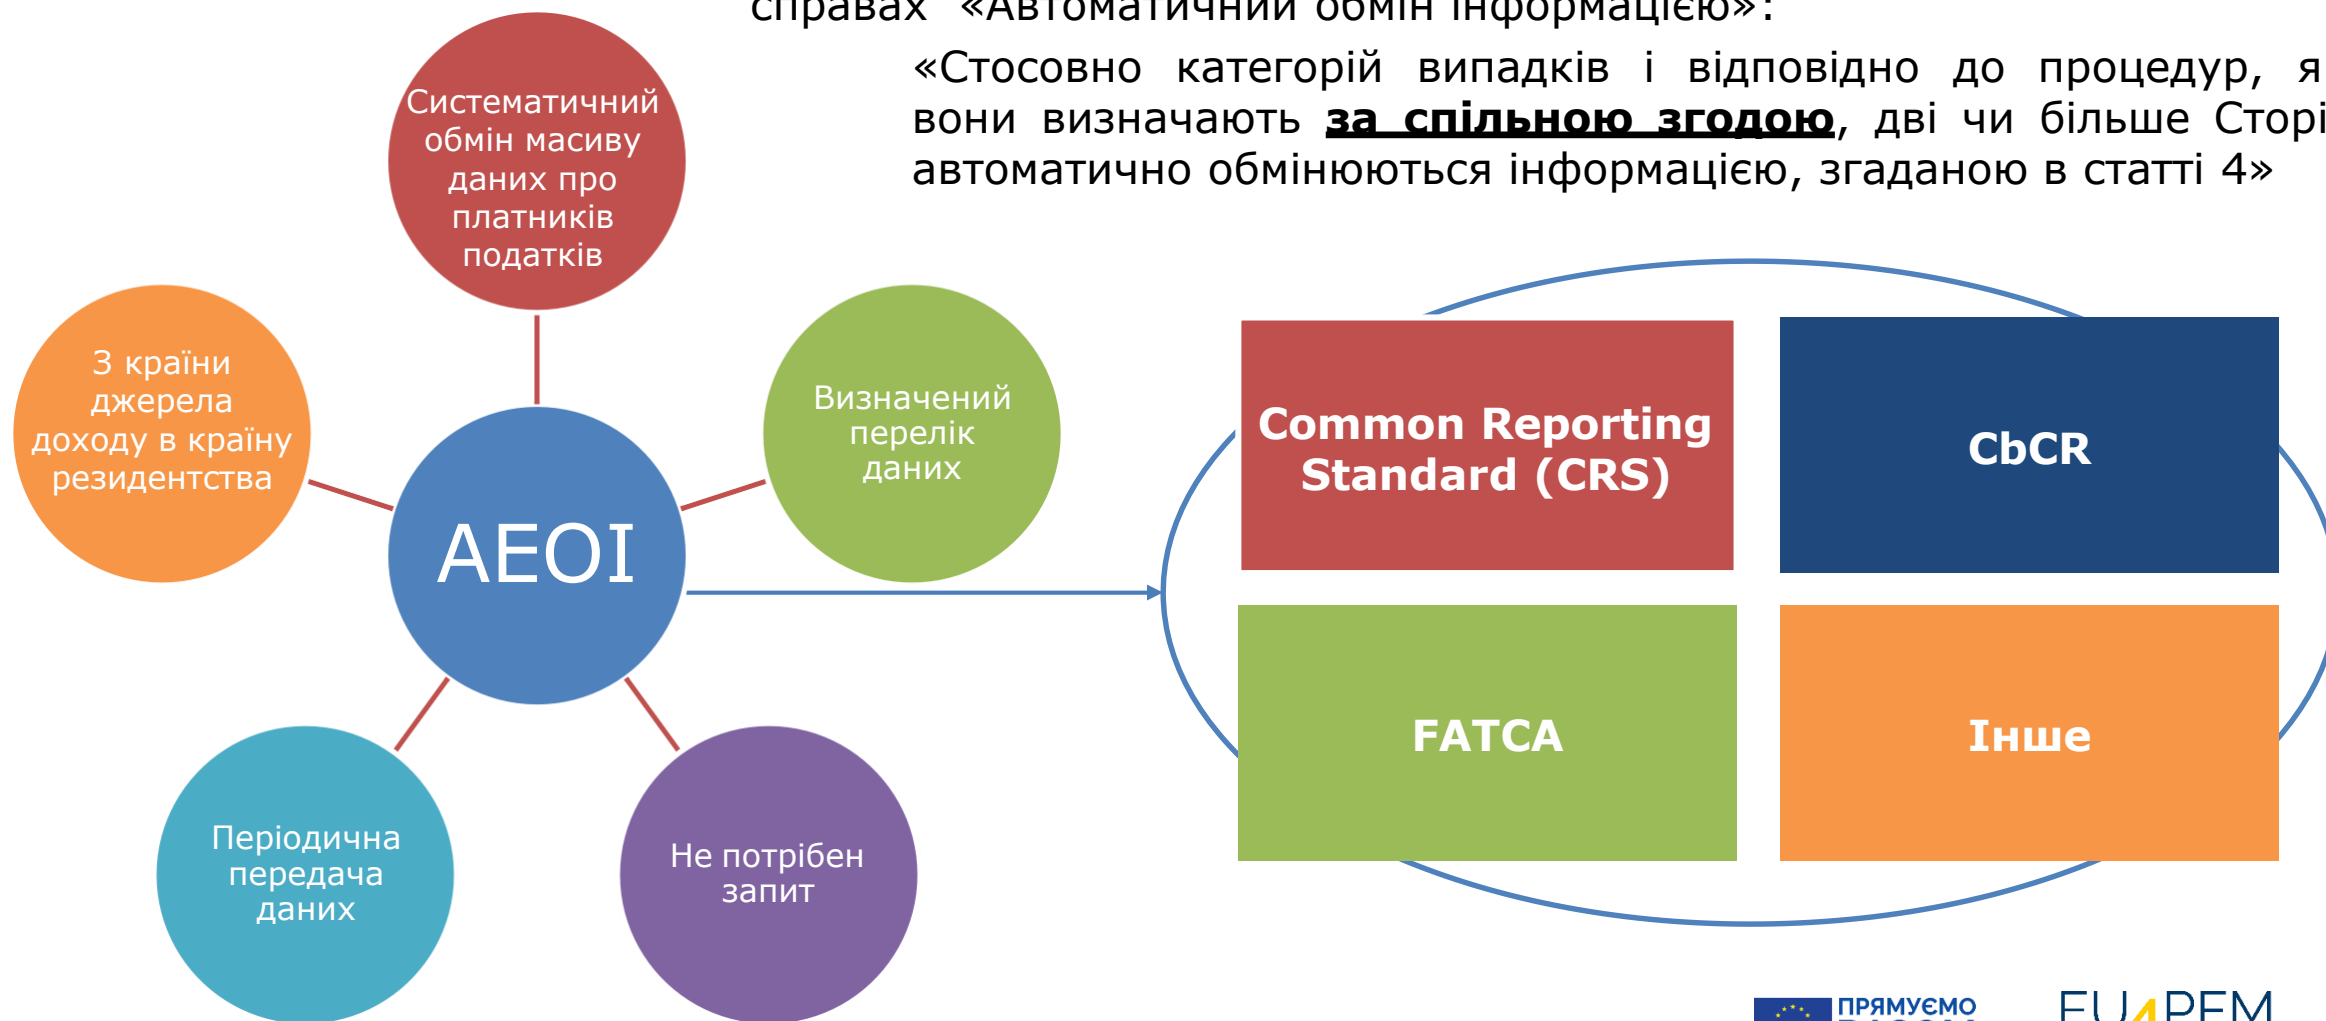 справах «Автоматичний обмін інформацією»:
«Стосовно категорій випадків і відповідно до процедур,
вони визначають за спільною згодою, дві чи більше
автоматично обмінюються інформацією, згаданою в статті 4»
Систематичний
обмін масиву
даних про
платників
податків
З країни
джерела
доходу в країну
резидентства
Визначений
перелік
даних
AEOI
Періодична
передача
даних
Не потрібен
запит
Common Reporting
Standard (CRS)
CbCR
FATCA
Інше
ПРЯМУЄМО
EU4PFM